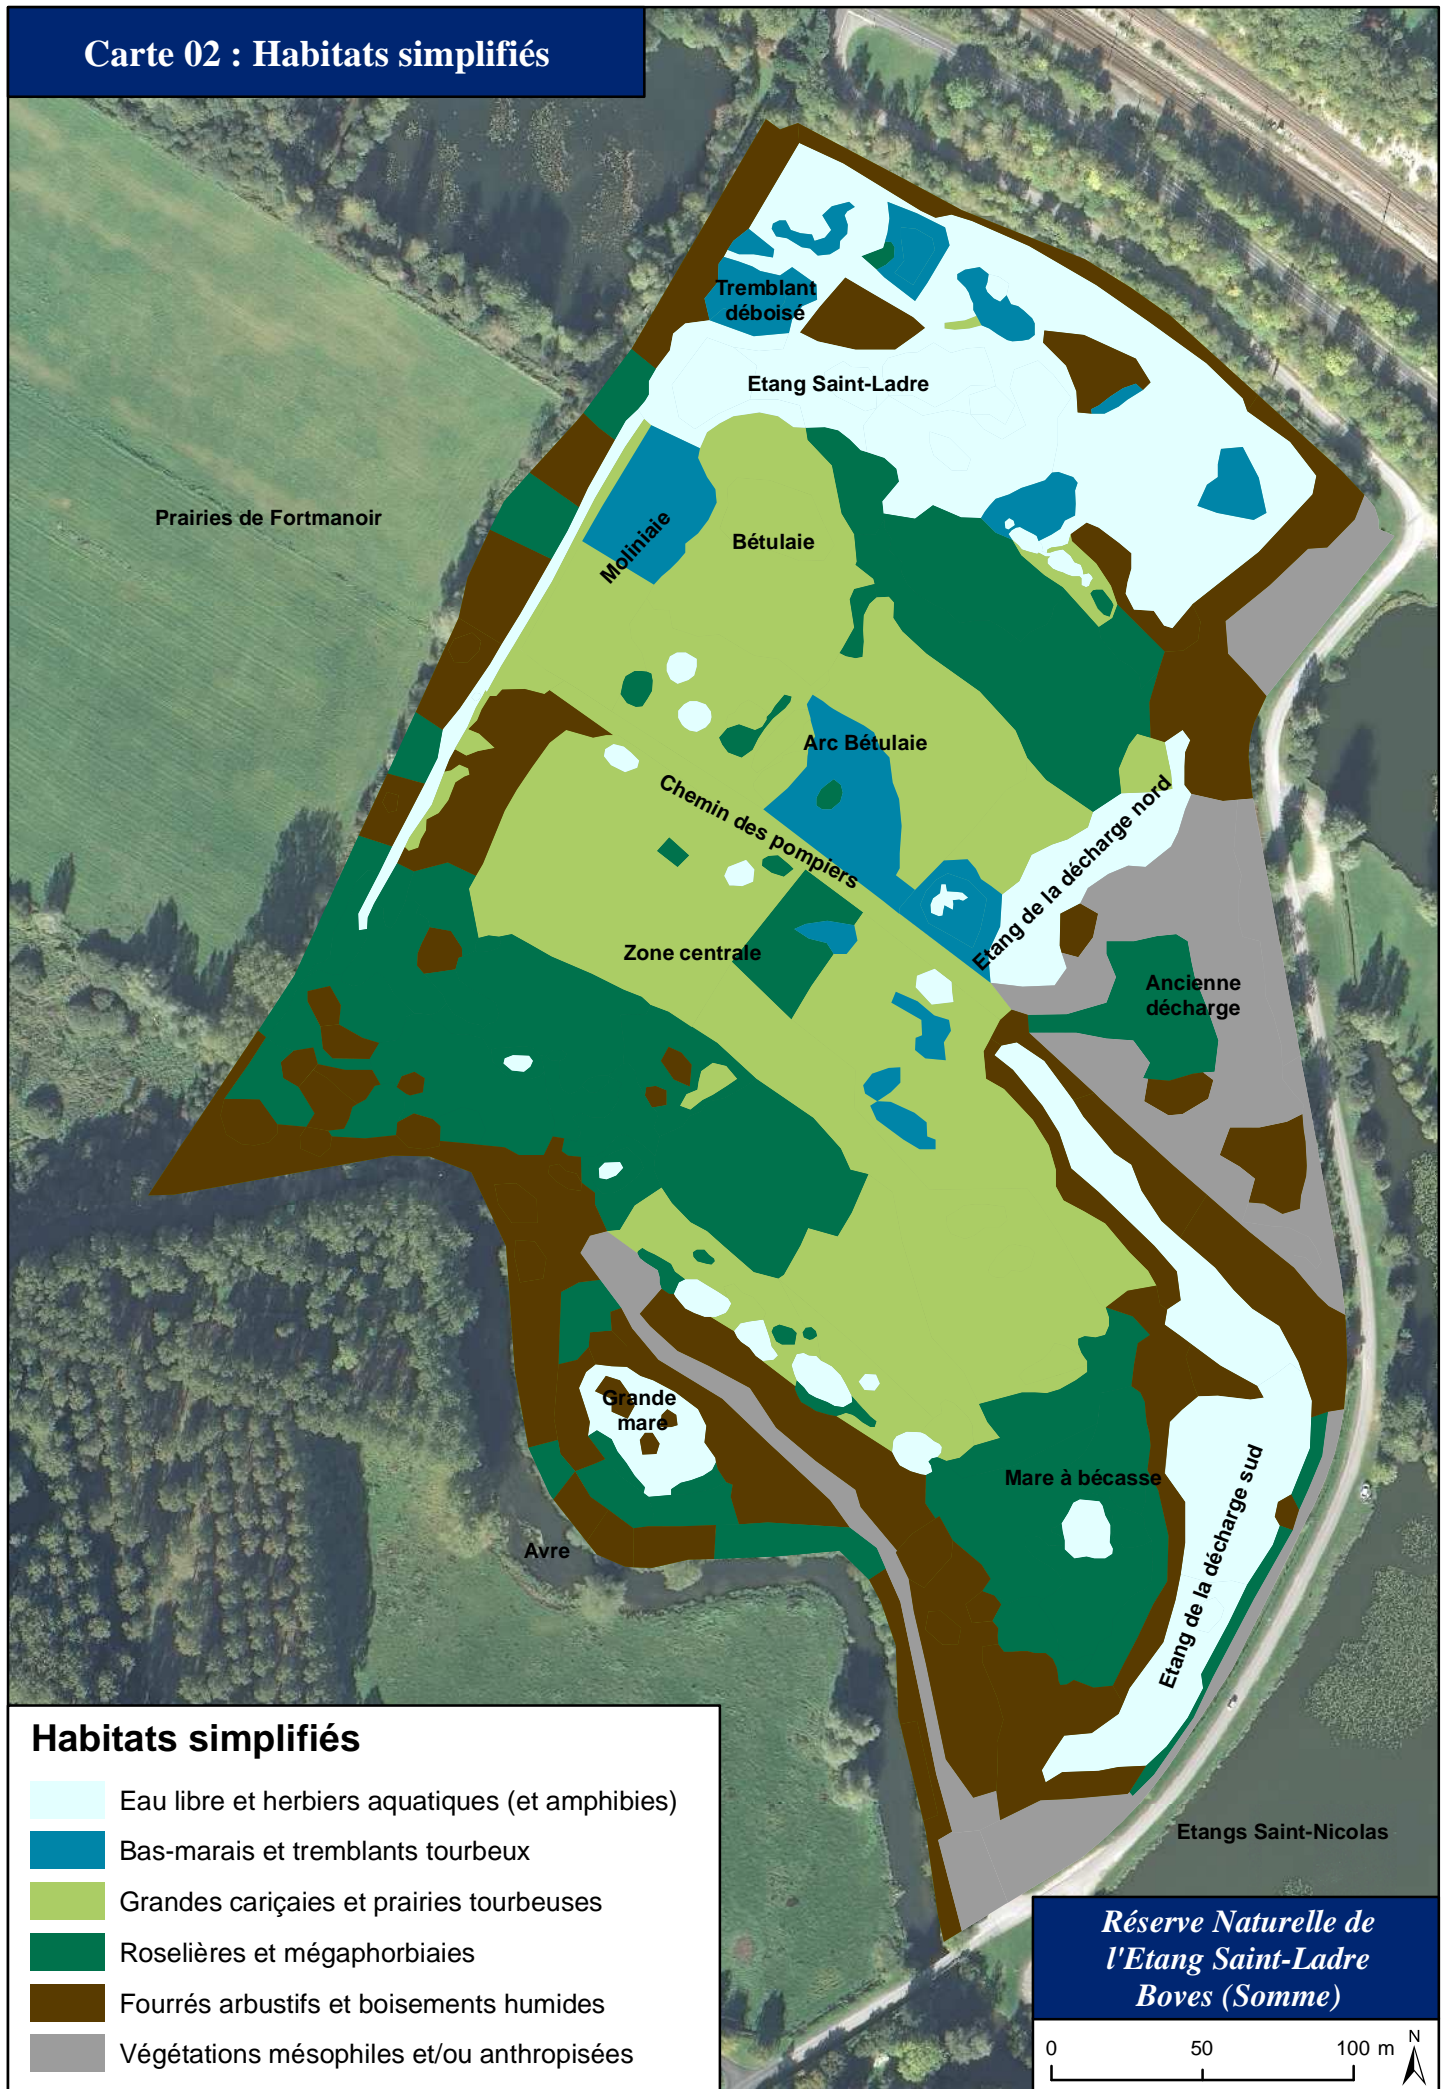 Carte 02 : Habitats simplifiés
Tremblant
déboisé
Etang Saint-Ladre
Prairies de Fortmanoir
Moliniaie
Bétulaie
Arc Bétulaie
Chemin des pompiers
Etang de la décharge nord
Zone centrale
Ancienne
décharge
Grande
mare
Mare à bécasse
Etang de la décharge sud
Avre
Etangs Saint-Nicolas
Habitats simplifiés
Eau libre et herbiers aquatiques (et amphibies)
Bas-marais et tremblants tourbeux
Grandes cariçaies et prairies tourbeuses
Roselières et mégaphorbiaies
Fourrés arbustifs et boisements humides
Végétations mésophiles et/ou anthropisées
Réserve Naturelle de
l'Etang Saint-Ladre
Boves (Somme)
0 50 100 m
N